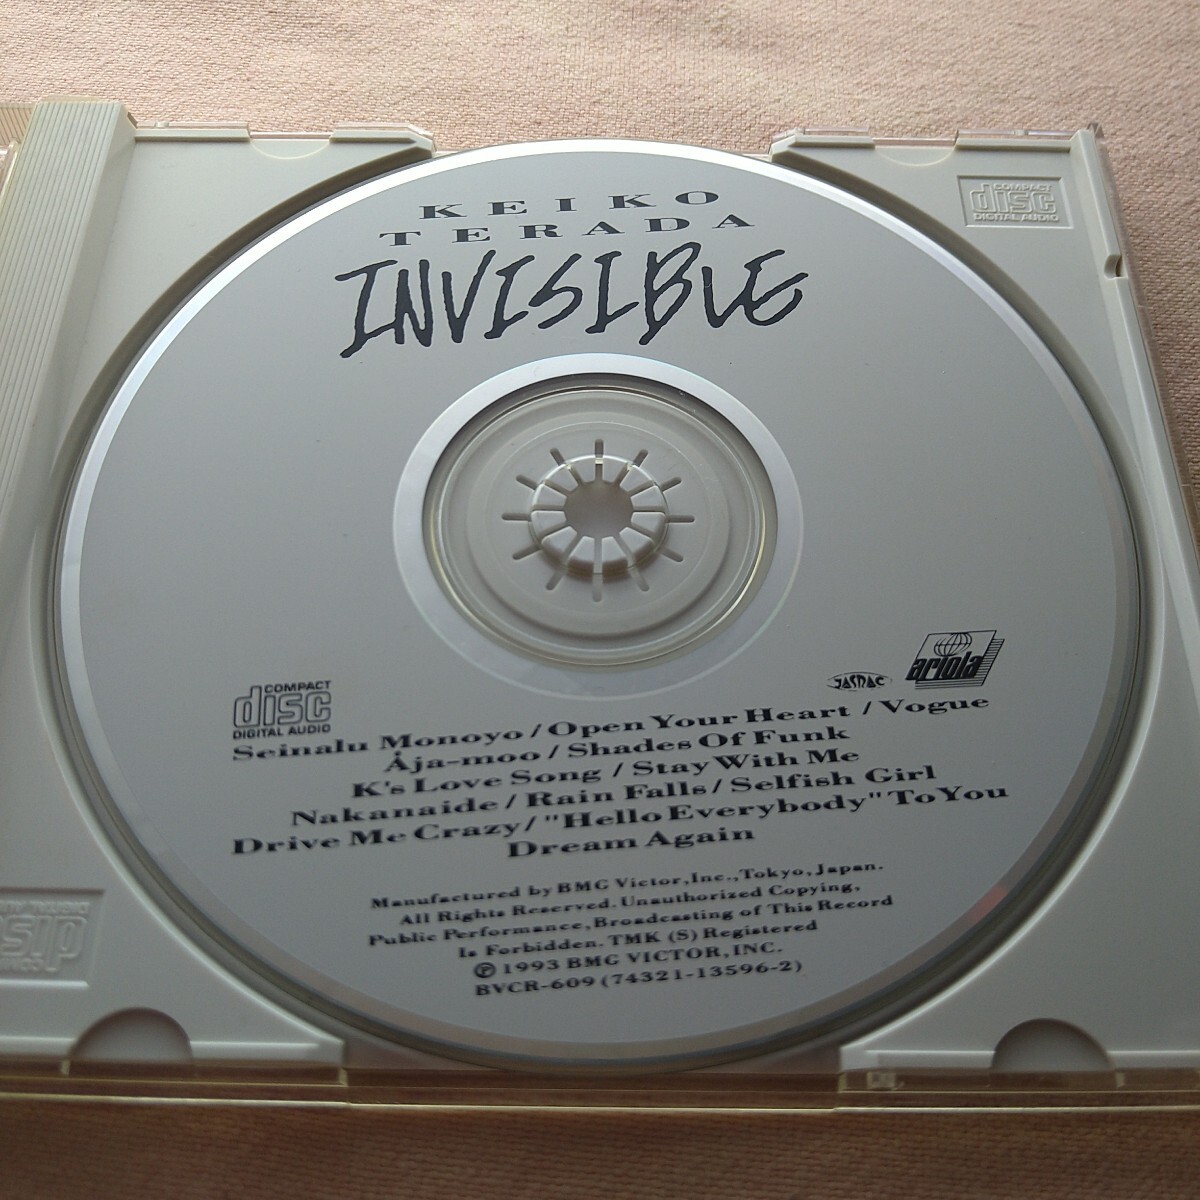 KEIKO
TERADA
INVISIBLE
COMPACT
disc
DIGITAL AUDIO
COMPACT
disc
DIGITAL AUDIO
JASRAC
ariola
Seinalu Monoyo / Open Your Heart / Vogue
Åja-moo / Shades Of Funk
K's Love Song / Stay With Me
Nakanaide / Rain Falls / Selfish Girl
Drive Me Crazy / "Hello Everybody" To You
Dream Again
Manufactured by BMG Victor, Inc., Tokyo, Japan.
All Rights Reserved. Unauthorized Copying,
Public Performance, Broadcasting of This Record
Is Forbidden. TMK (S) Registered
℗ 1993 BMG VICTOR, INC.
BVCR-609 (74321-13596-2)